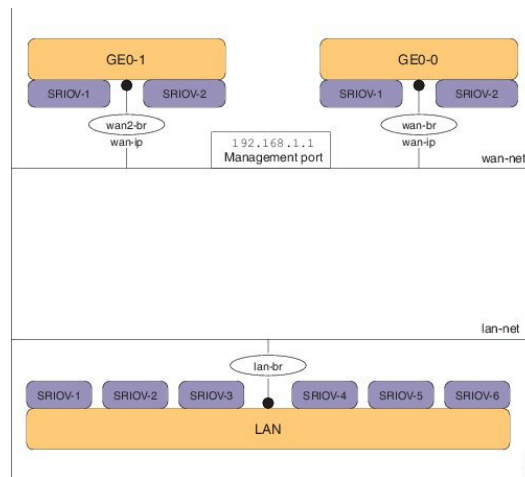 GE0-1
GE0-0
SRIOV-1
SRIOV-2
SRIOV-1
SRIOV-2
wan2-br
wan-ip
192.168.1.1
Management port
wan-br
wan-ip
wan-net
lan-net
lan-br
SRIOV-1
SRIOV-2
SRIOV-3
SRIOV-4
SRIOV-5
SRIOV-6
LAN